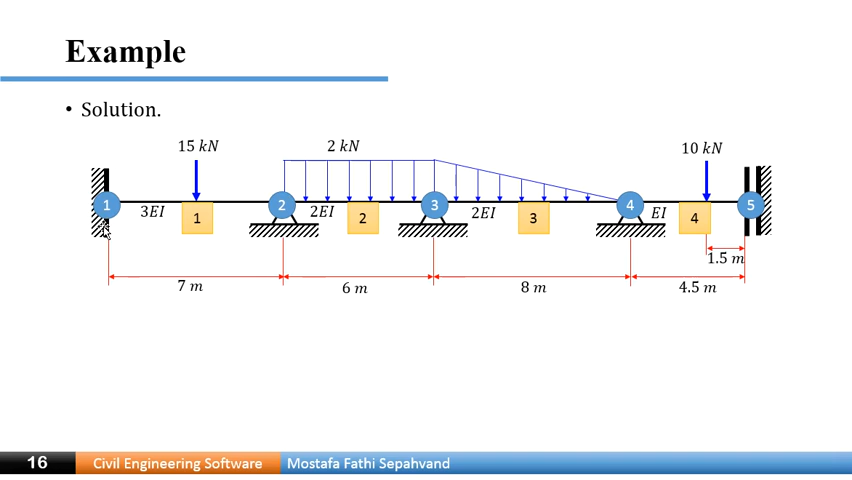 Example
• Solution.
15 kN
2 kN
10 kN
1
2
3
4
5
3EI
1
2EI
2
2EI
3
EI
4
1.5 m
7 m
6 m
8 m
4.5 m
16
Civil Engineering Software
Mostafa Fathi Sepahvand